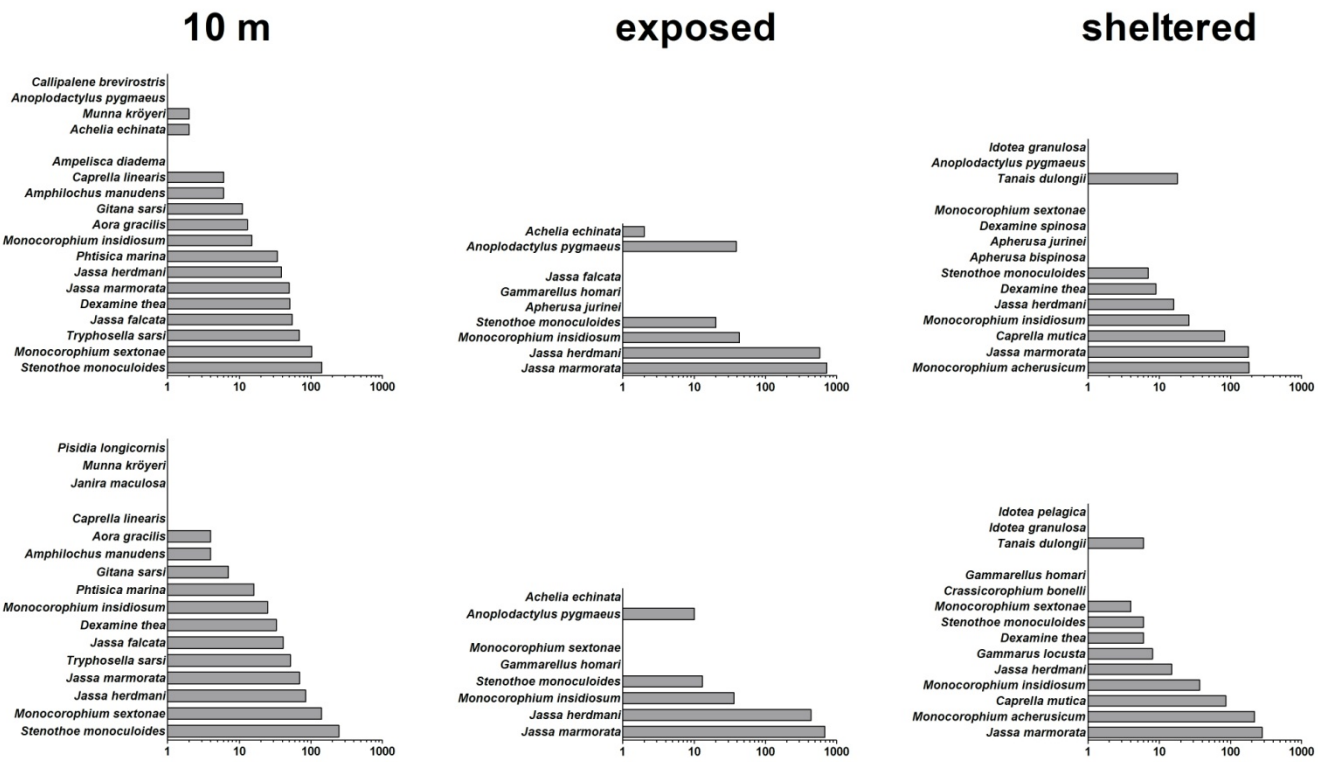 10 m
exposed
sheltered
Callipalene brevirostris
Anoplodactylus pygmaeus
Munna kröyeri
Achelia echinata
Ampelisca diadema
Caprella linearis
Amphilochus manudens
Gitana sarsi
Aora gracilis
Monocorophium insidiosum
Phtisica marina
Jassa herdmani
Jassa marmorata
Dexamine thea
Jassa falcata
Tryphosella sarsi
Monocorophium sextonae
Stenothoe monoculoides
1 10 100 1000
Achelia echinata
Anoplodactylus pygmaeus
Jassa falcata
Gammarellus homari
Apherusa jurinei
Stenothoe monoculoides
Monocorophium insidiosum
Jassa herdmani
Jassa marmorata
1 10 100 1000
Idotea granulosa
Anoplodactylus pygmaeus
Tanais dulongii
Monocorophium sextonae
Dexamine spinosa
Apherusa jurinei
Apherusa bispinosa
Stenothoe monoculoides
Dexamine thea
Jassa herdmani
Monocorophium insidiosum
Caprella mutica
Jassa marmorata
Monocorophium acherusicum
1 10 100 1000
Pisidia longicornis
Munna kröyeri
Janira maculosa
Caprella linearis
Aora gracilis
Amphilochus manudens
Gitana sarsi
Phtisica marina
Monocorophium insidiosum
Dexamine thea
Jassa falcata
Tryphosella sarsi
Jassa marmorata
Jassa herdmani
Monocorophium sextonae
Stenothoe monoculoides
1 10 100 1000
Achelia echinata
Anoplodactylus pygmaeus
Monocorophium sextonae
Gammarellus homari
Stenothoe monoculoides
Monocorophium insidiosum
Jassa herdmani
Jassa marmorata
1 10 100 1000
Idotea pelagica
Idotea granulosa
Tanais dulongii
Gammarellus homari
Crassicorophium bonelli
Monocorophium sextonae
Stenothoe monoculoides
Dexamine thea
Gammarus locusta
Jassa herdmani
Monocorophium insidiosum
Caprella mutica
Monocorophium acherusicum
Jassa marmorata
1 10 100 1000